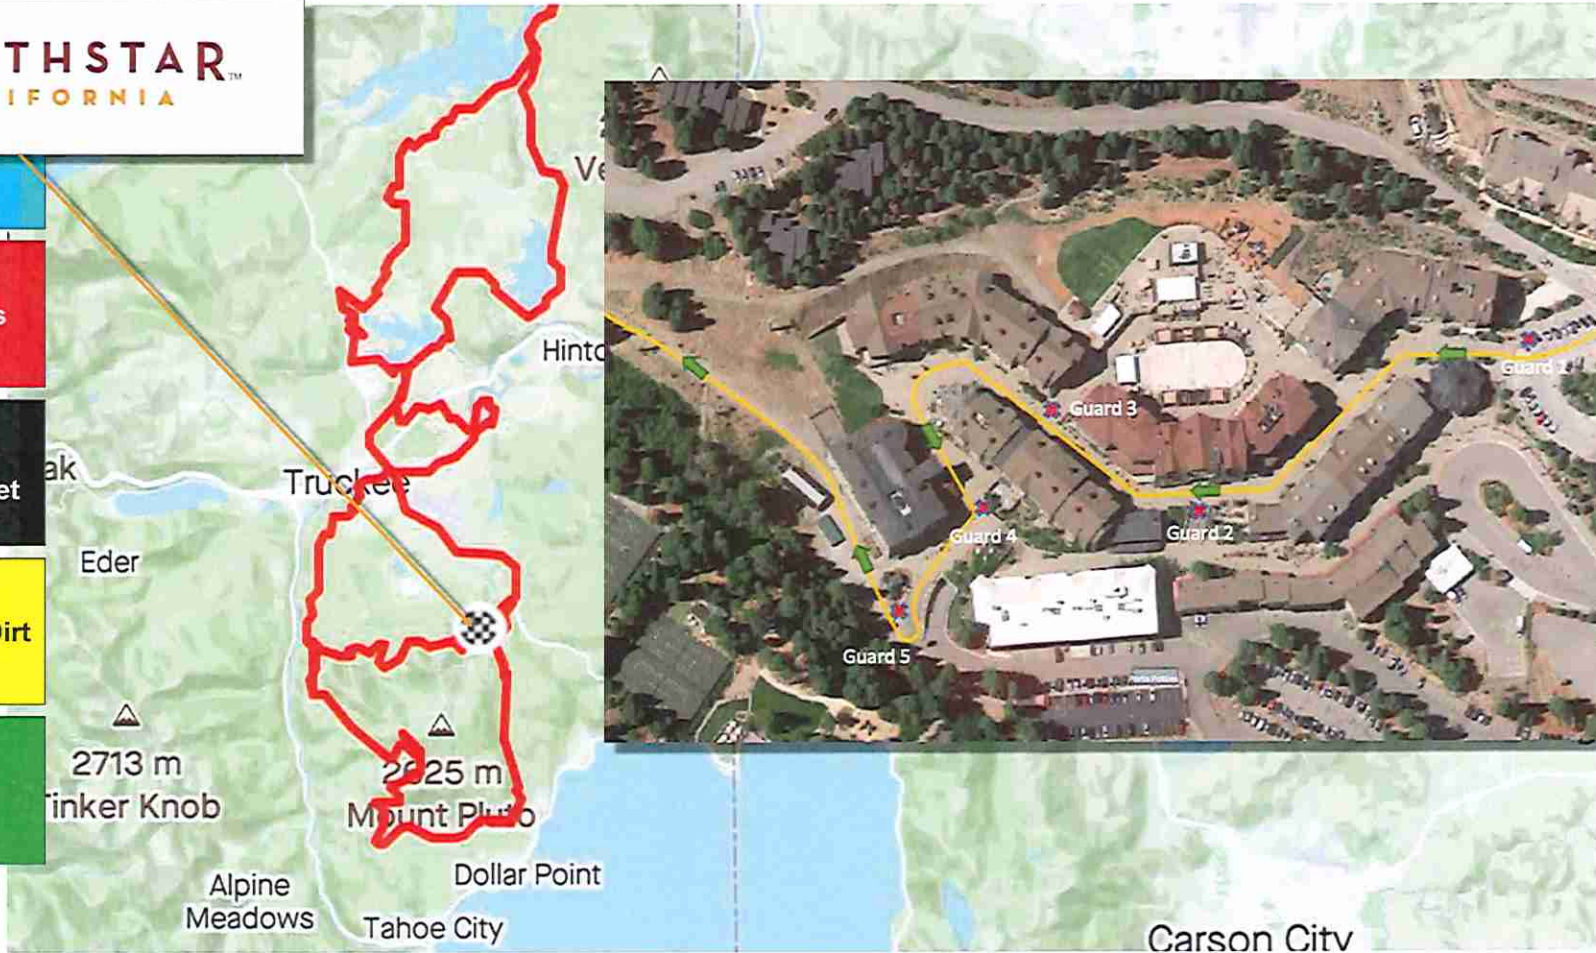 THSTAR™
IFORNIA
s
et
irt
ak
Truckee
Eder
2713 m
Tinker Knob
Mount Pluto
Alpine
Meadows
Dollar Point
Tahoe City
Ve
Hinto
Carson City
Guard 1
Guard 2
Guard 3
Guard 4
Guard 5